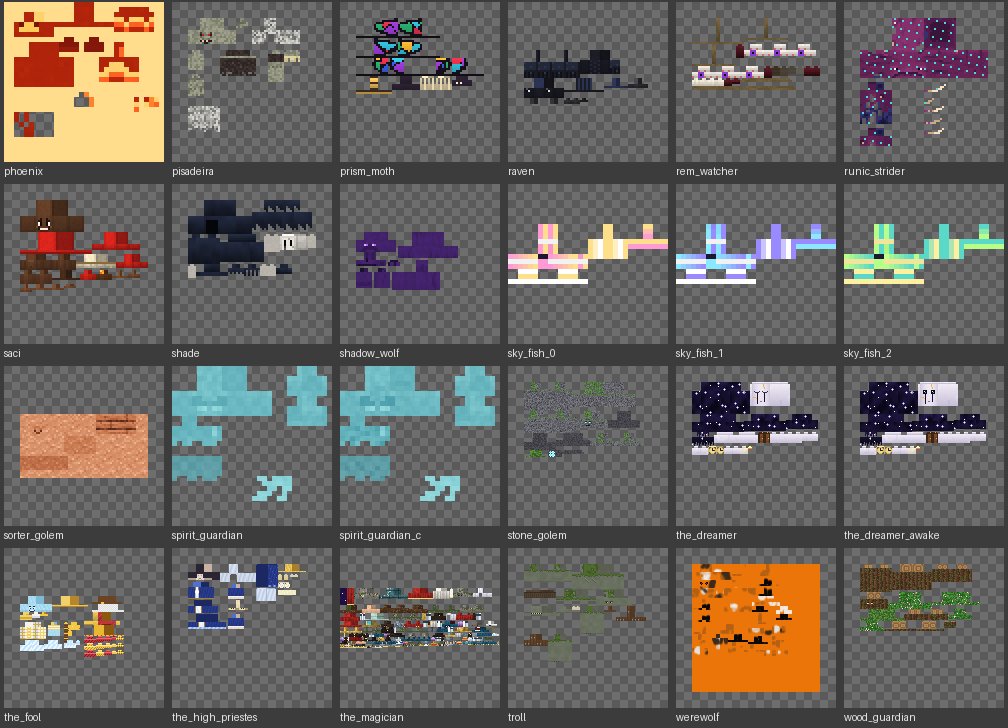 phoenix
pisadeira
prism_moth
raven
rem_watcher
runic_strider
saci
shade
shadow_wolf
sky_fish_0
sky_fish_1
sky_fish_2
sorter_golem
spirit_guardian
spirit_guardian_c
stone_golem
the_dreamer
the_dreamer_awake
the_fool
the_high_priestes
the_magician
troll
werewolf
wood_guardian